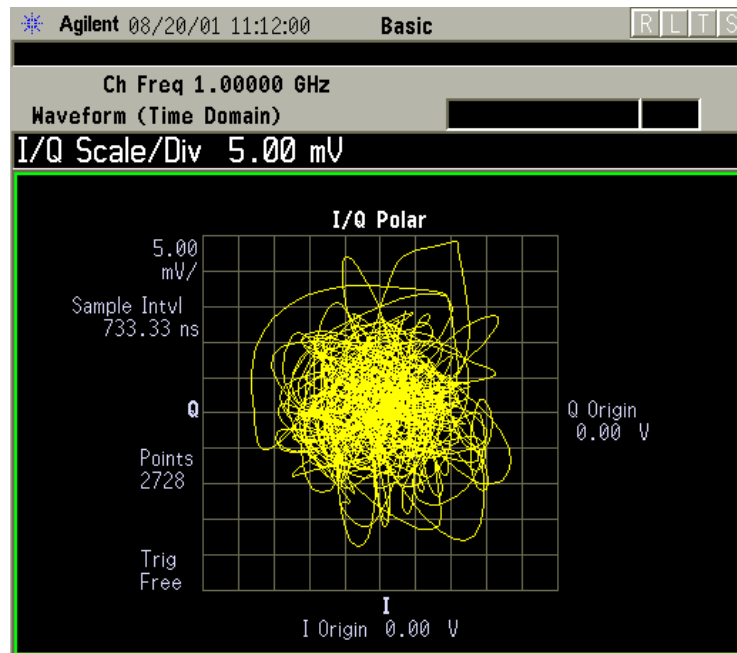 Agilent 08/20/01 11:12:00 Basic R L T S
Ch Freq 1.00000 GHz
Waveform (Time Domain)
I/Q Scale/Div 5.00 mV
I/Q Polar
5.00
mV/
Sample Intvl
733.33 ns
Q
Q Origin
0.00 V
Points
2728
Trig
Free
I
I Origin 0.00 V